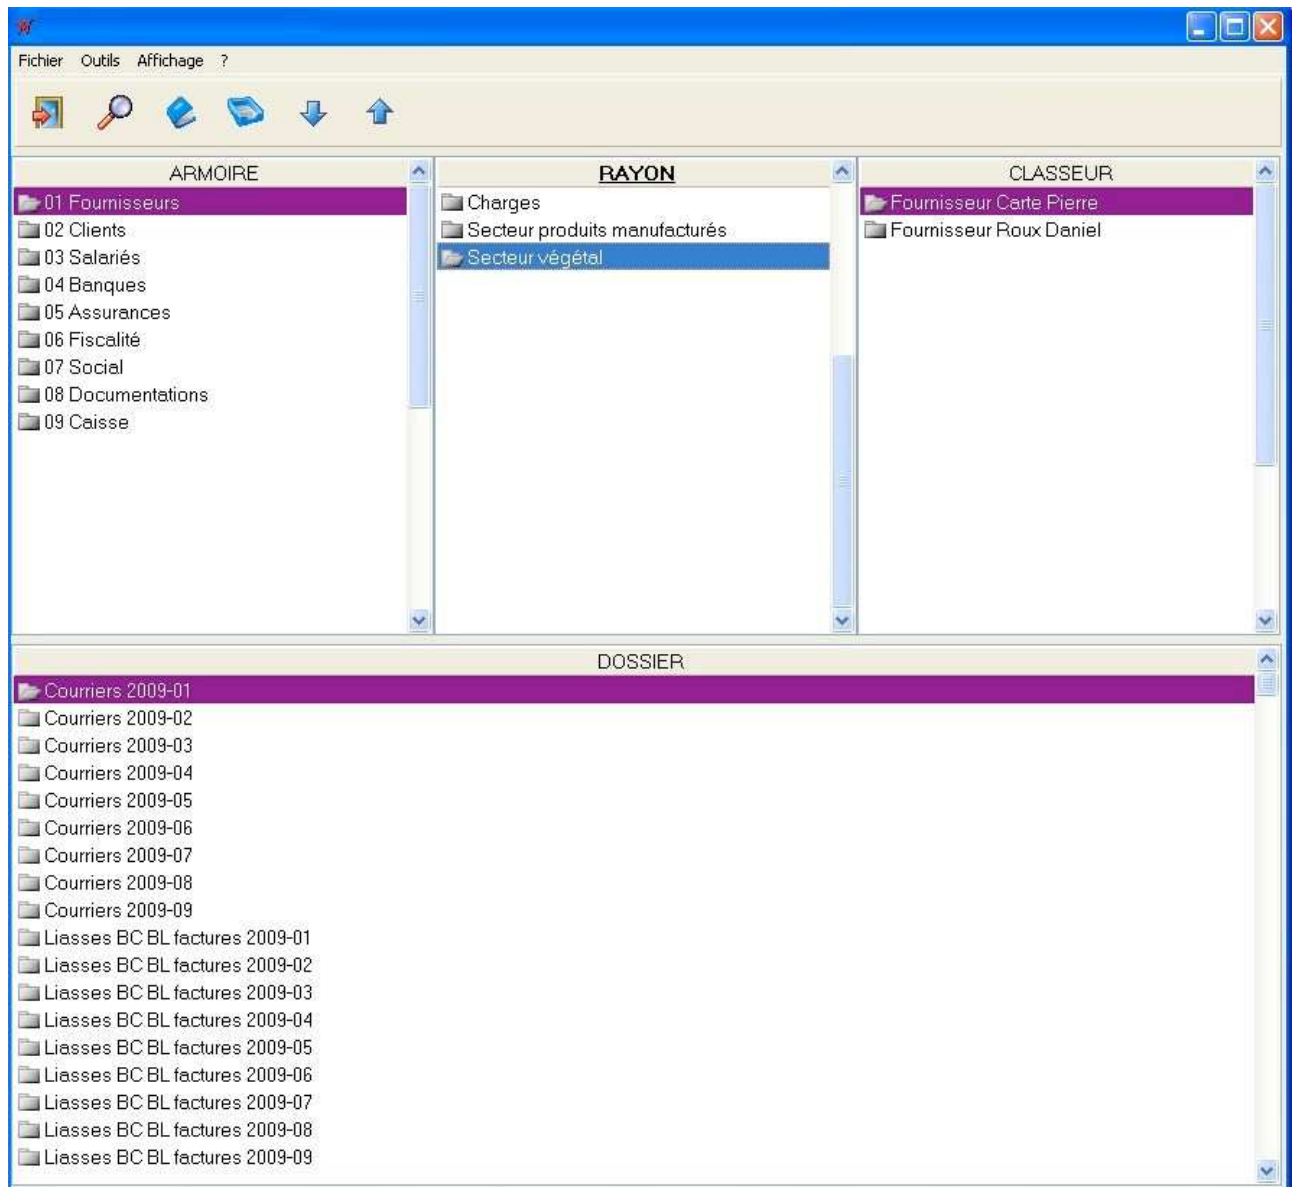 Fichier Outils Affichage ?
ARMOIRE
01 Fournisseurs
02 Clients
03 Salariés
04 Banques
05 Assurances
06 Fiscalité
07 Social
08 Documentations
09 Caisse
RAYON
Charges
Secteur produits manufacturés
Secteur végétal
CLASSEUR
Fournisseur Carte Pierre
Fournisseur Roux Daniel
DOSSIER
Courriers 2009-01
Courriers 2009-02
Courriers 2009-03
Courriers 2009-04
Courriers 2009-05
Courriers 2009-06
Courriers 2009-07
Courriers 2009-08
Courriers 2009-09
Liasses BC BL factures 2009-01
Liasses BC BL factures 2009-02
Liasses BC BL factures 2009-03
Liasses BC BL factures 2009-04
Liasses BC BL factures 2009-05
Liasses BC BL factures 2009-06
Liasses BC BL factures 2009-07
Liasses BC BL factures 2009-08
Liasses BC BL factures 2009-09